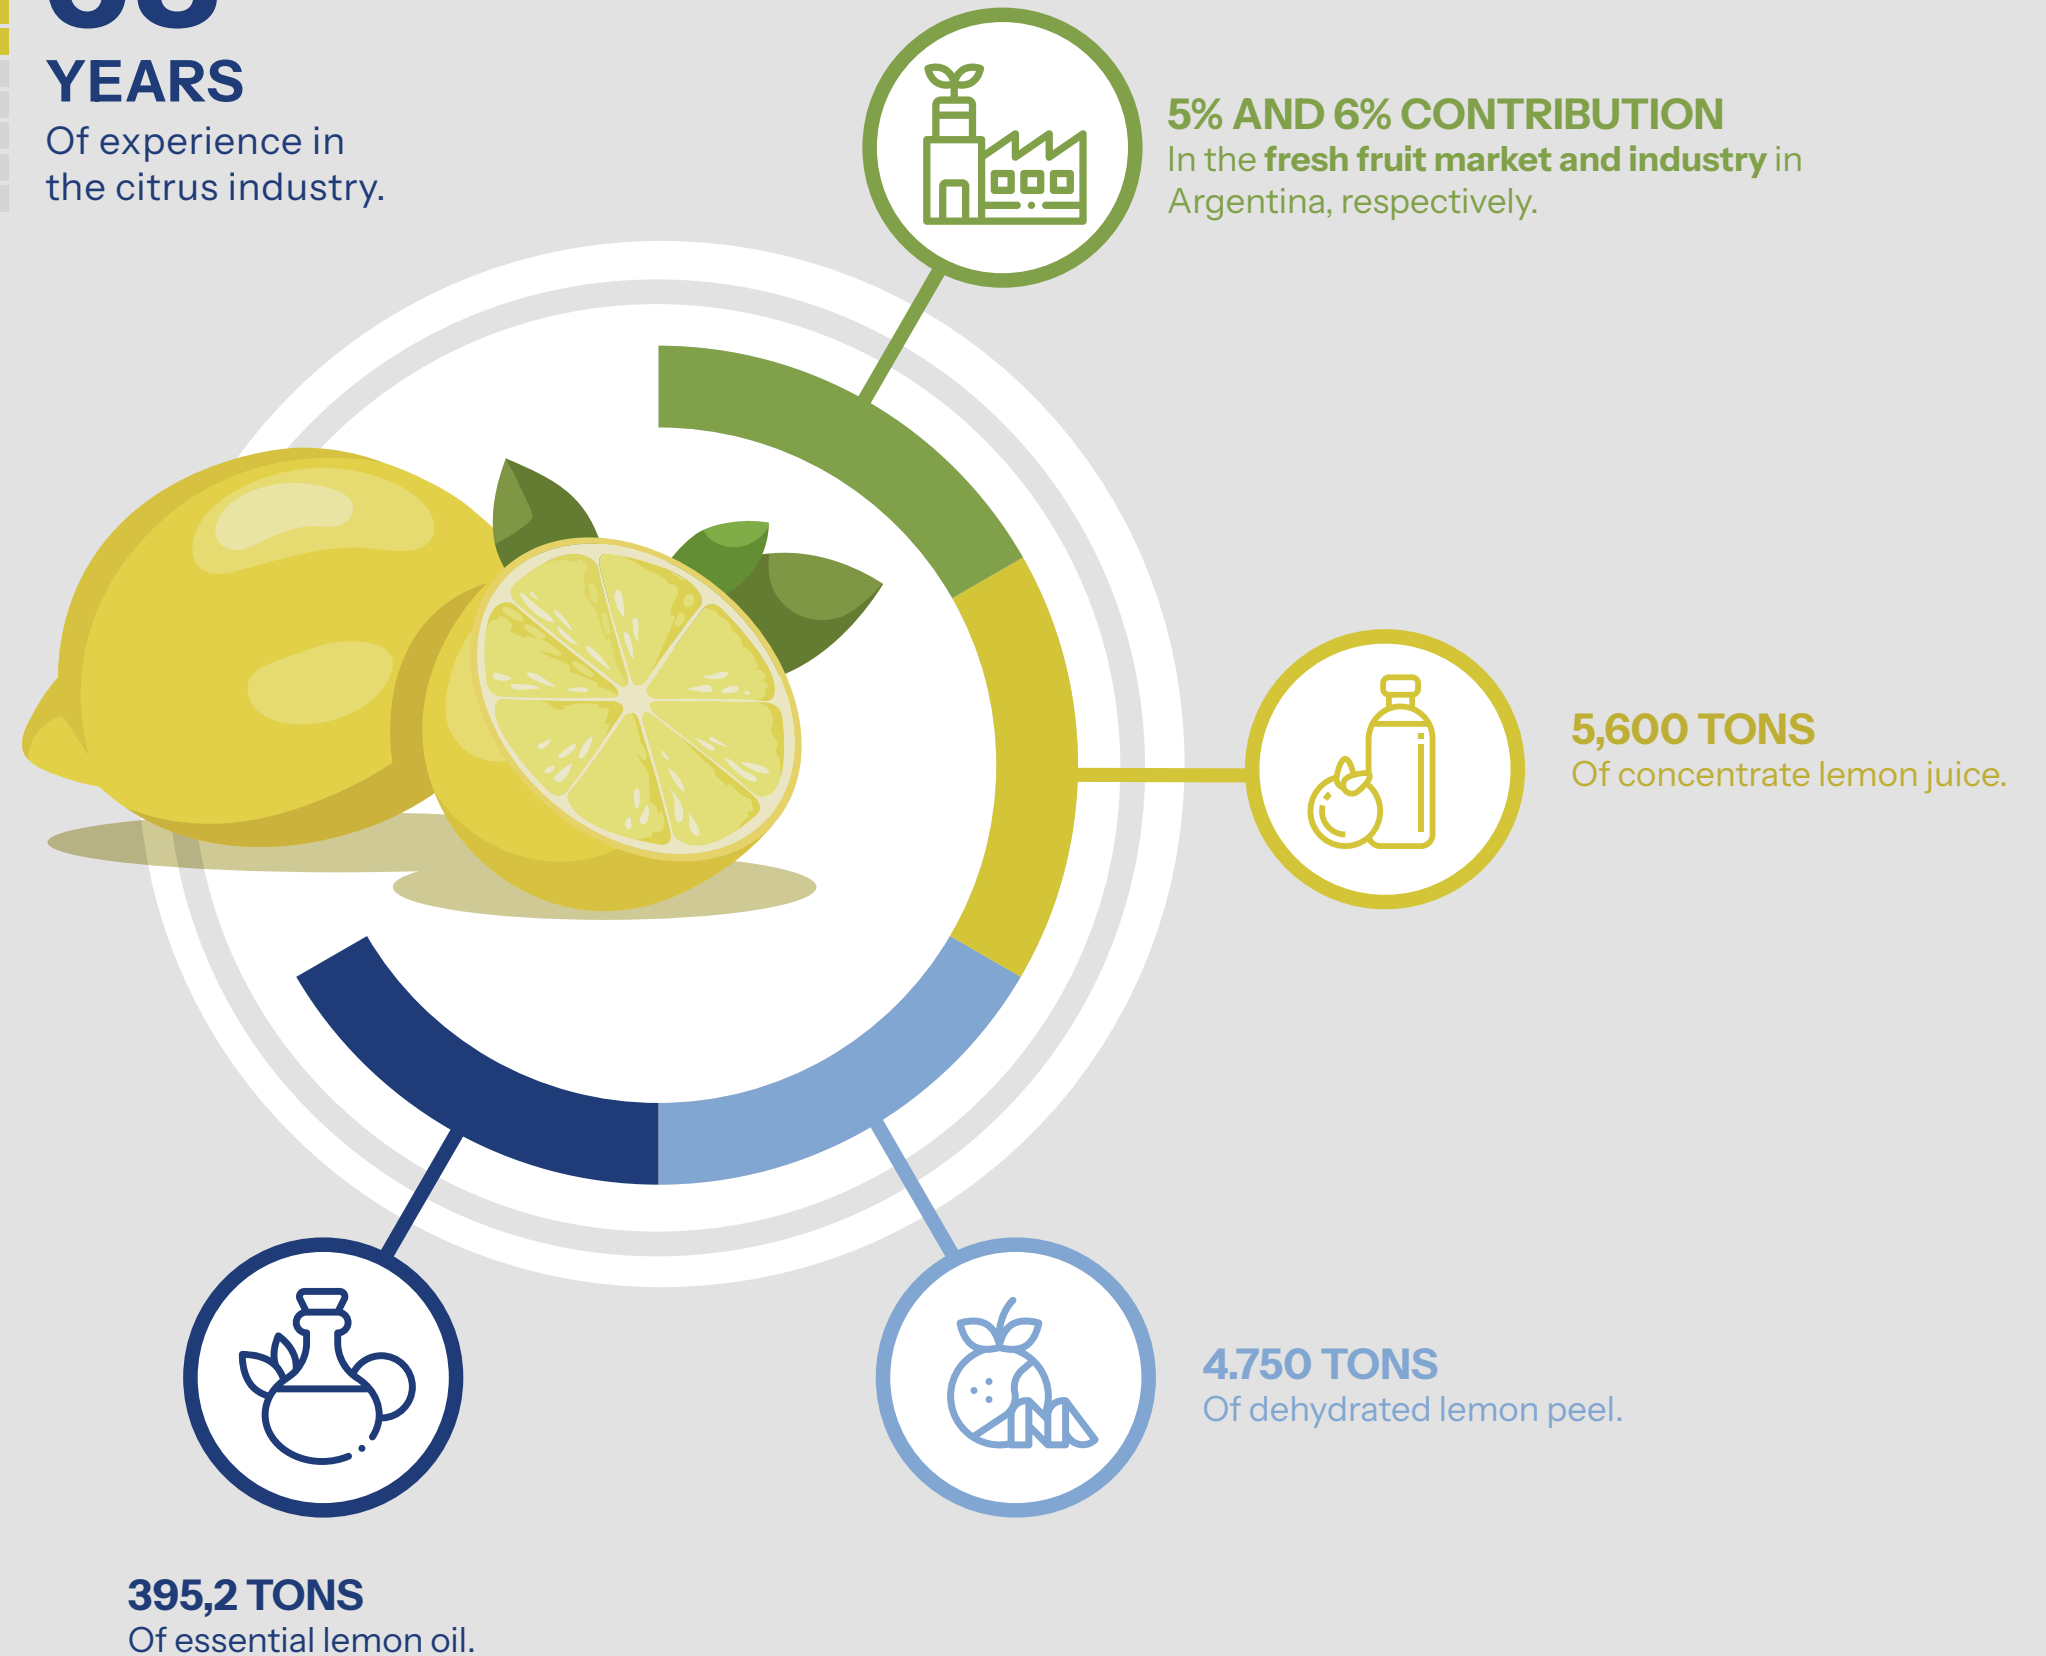 YEARS
Of experience in
the citrus industry.
5% AND 6% CONTRIBUTION
In the fresh fruit market and industry in
Argentina, respectively.
5,600 TONS
Of concentrate lemon juice.
4.750 TONS
Of dehydrated lemon peel.
395,2 TONS
Of essential lemon oil.